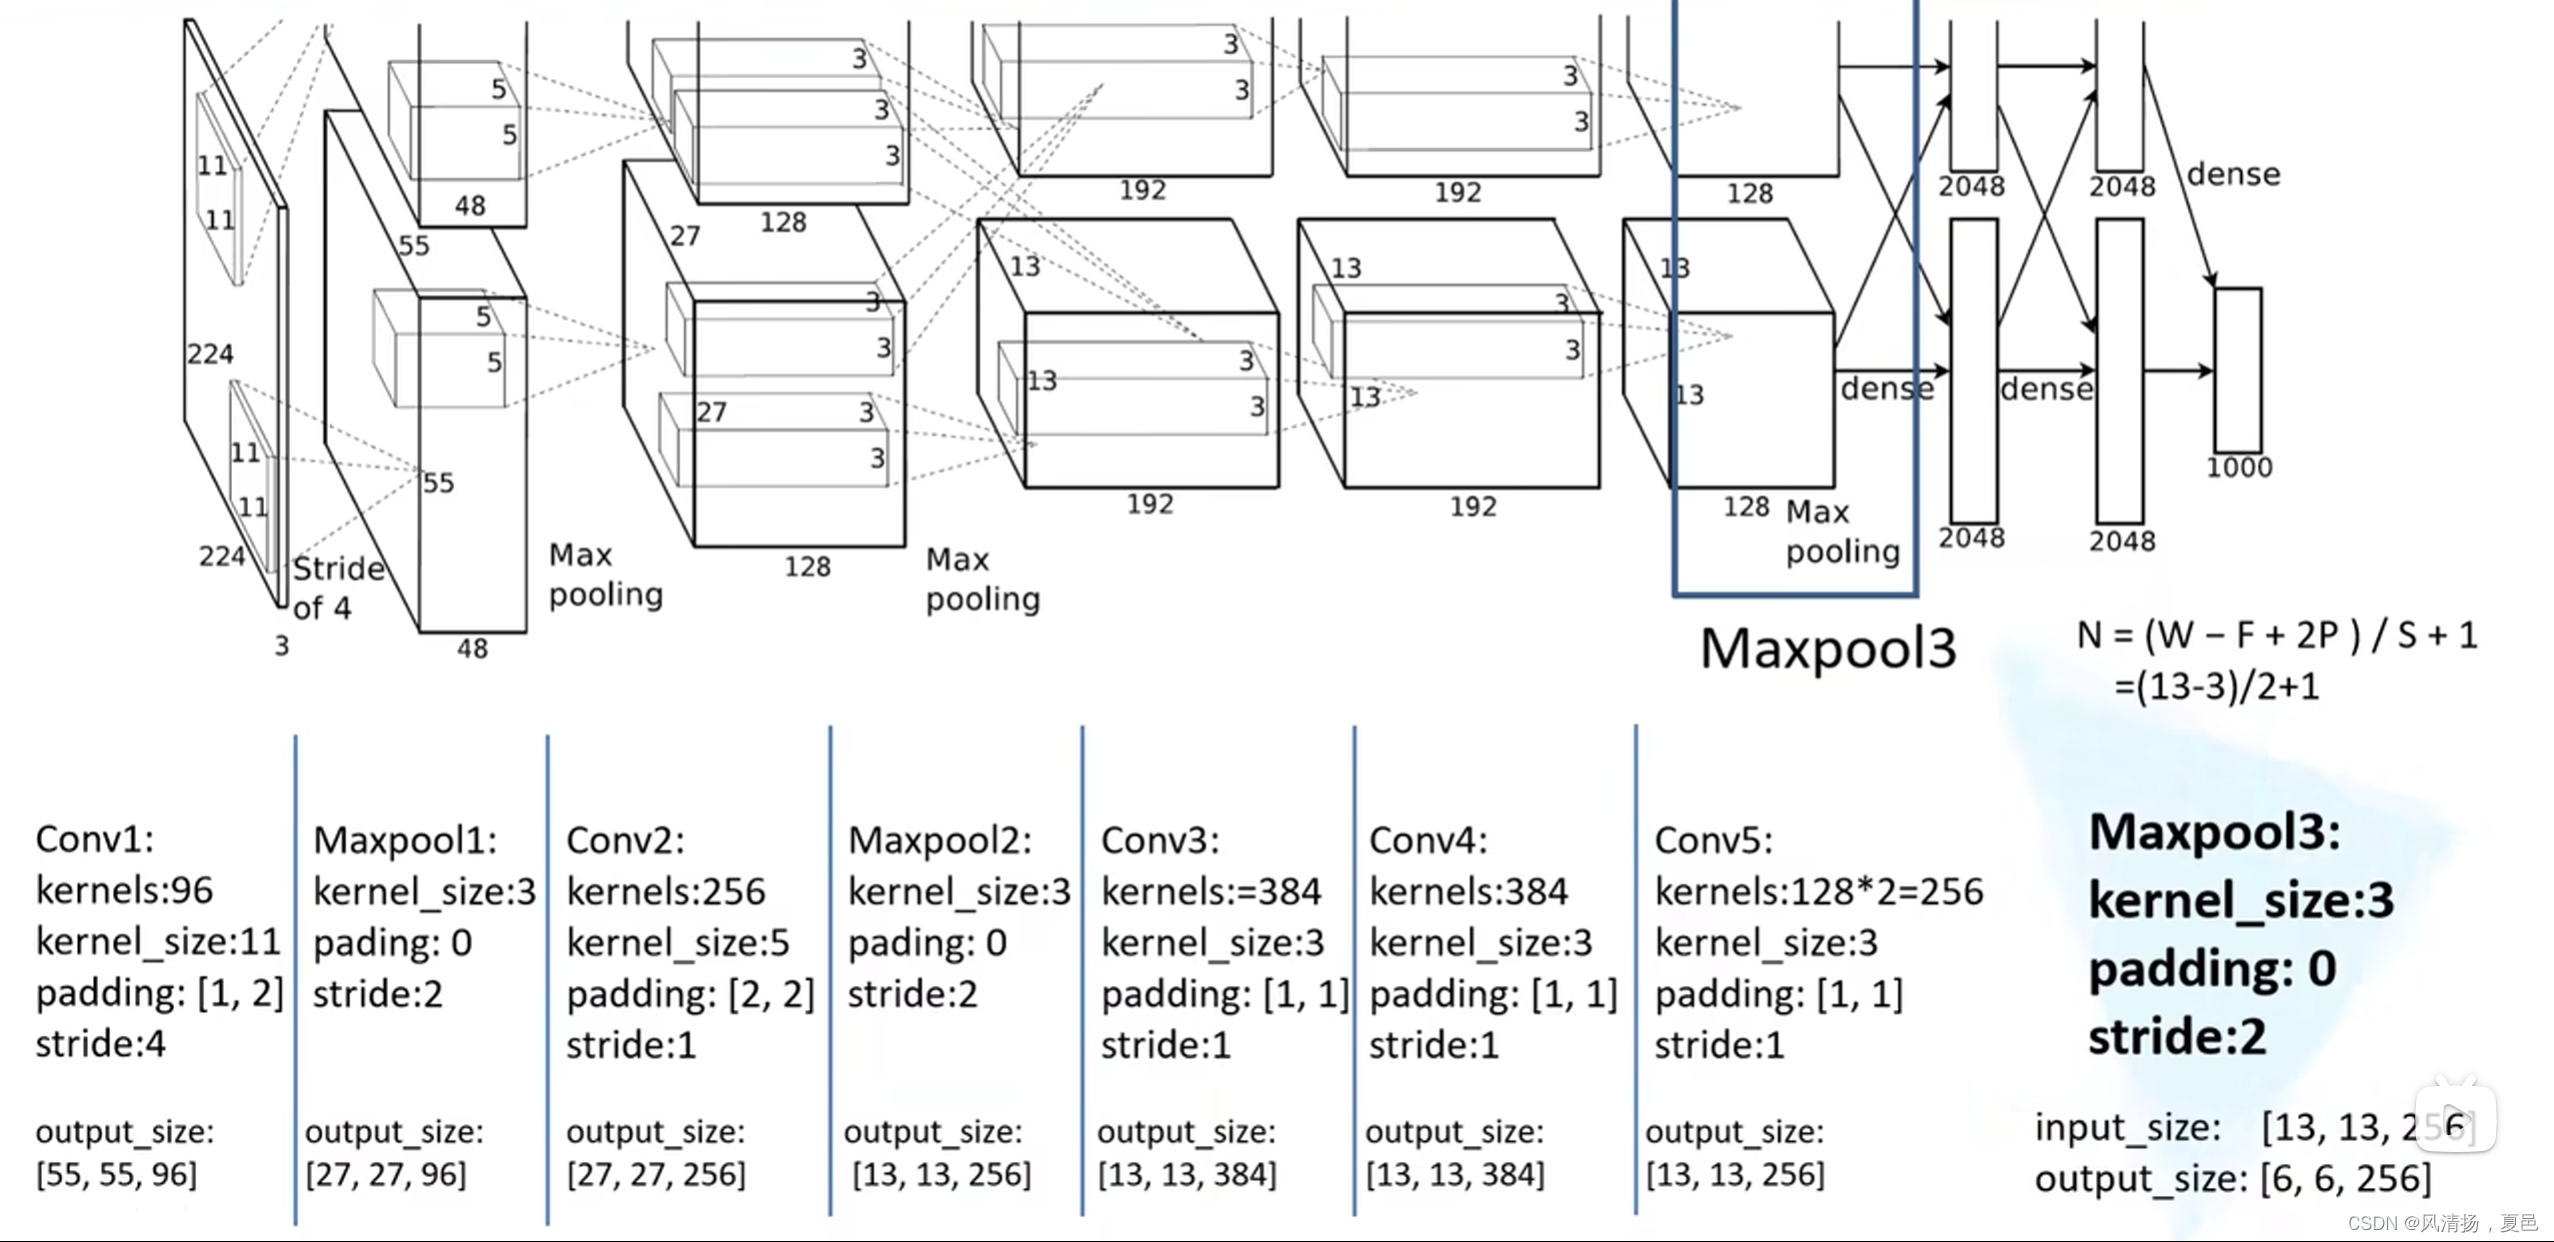 3
3
3
3
5
3
3
5
3
11
3
11
48
128
192
192
128
2048
2048
dense
55
27
13
13
13
5
3
3
5
3
3
3
224
13
13
13
dense
dense
27
3
3
3
11
1000
55
11
192
192
128
Max
pooling
2048
2048
224
Stride
of 4
Max
pooling
128
Max
pooling
3
48
Maxpool3
N = (W – F + 2P ) / S + 1
=(13-3)/2+1
Conv1:
kernels:96
kernel_size:11
padding: [1, 2]
stride:4
output_size:
[55, 55, 96]
Maxpool1:
kernel_size:3
pading: 0
stride:2
output_size:
[27, 27, 96]
Conv2:
kernels:256
kernel_size:5
padding: [2, 2]
stride:1
output_size:
[27, 27, 256]
Maxpool2:
kernel_size:3
pading: 0
stride:2
output_size:
[13, 13, 256]
Conv3:
kernels:=384
kernel_size:3
padding: [1, 1]
stride:1
output_size:
[13, 13, 384]
Conv4:
kernels:384
kernel_size:3
padding: [1, 1]
stride:1
output_size:
[13, 13, 384]
Conv5:
kernels:128*2=256
kernel_size:3
padding: [1, 1]
stride:1
output_size:
[13, 13, 256]
Maxpool3:
kernel_size:3
padding: 0
stride:2
input_size: [13, 13, 256]
output_size: [6, 6, 256]
CSDN @风清扬，夏邑